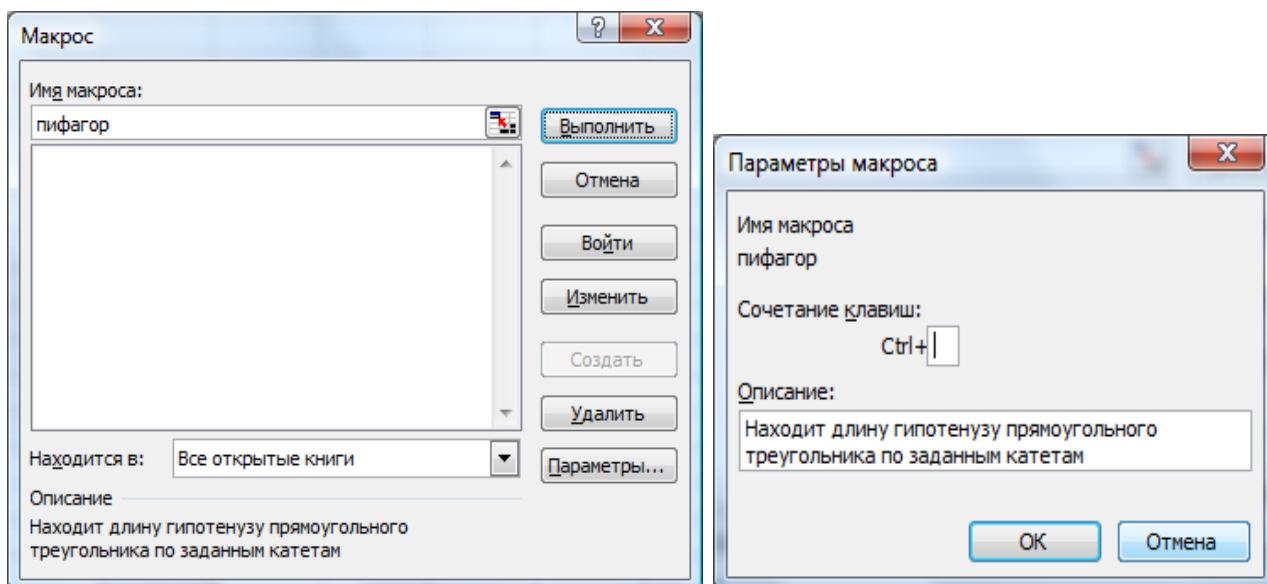 Макрос
Имя макроса:
пифагор
Выполнить
Отмена
Войти
Изменить
Создать
Удалить
Находится в: Все открытые книги
Параметры...
Описание
Находит длину гипотенузу прямоугольного
треугольника по заданным катетам
Параметры макроса
Имя макроса
пифагор
Сочетание клавиш:
Ctrl+
Описание:
Находит длину гипотенузу прямоугольного
треугольника по заданным катетам
ОК
Отмена